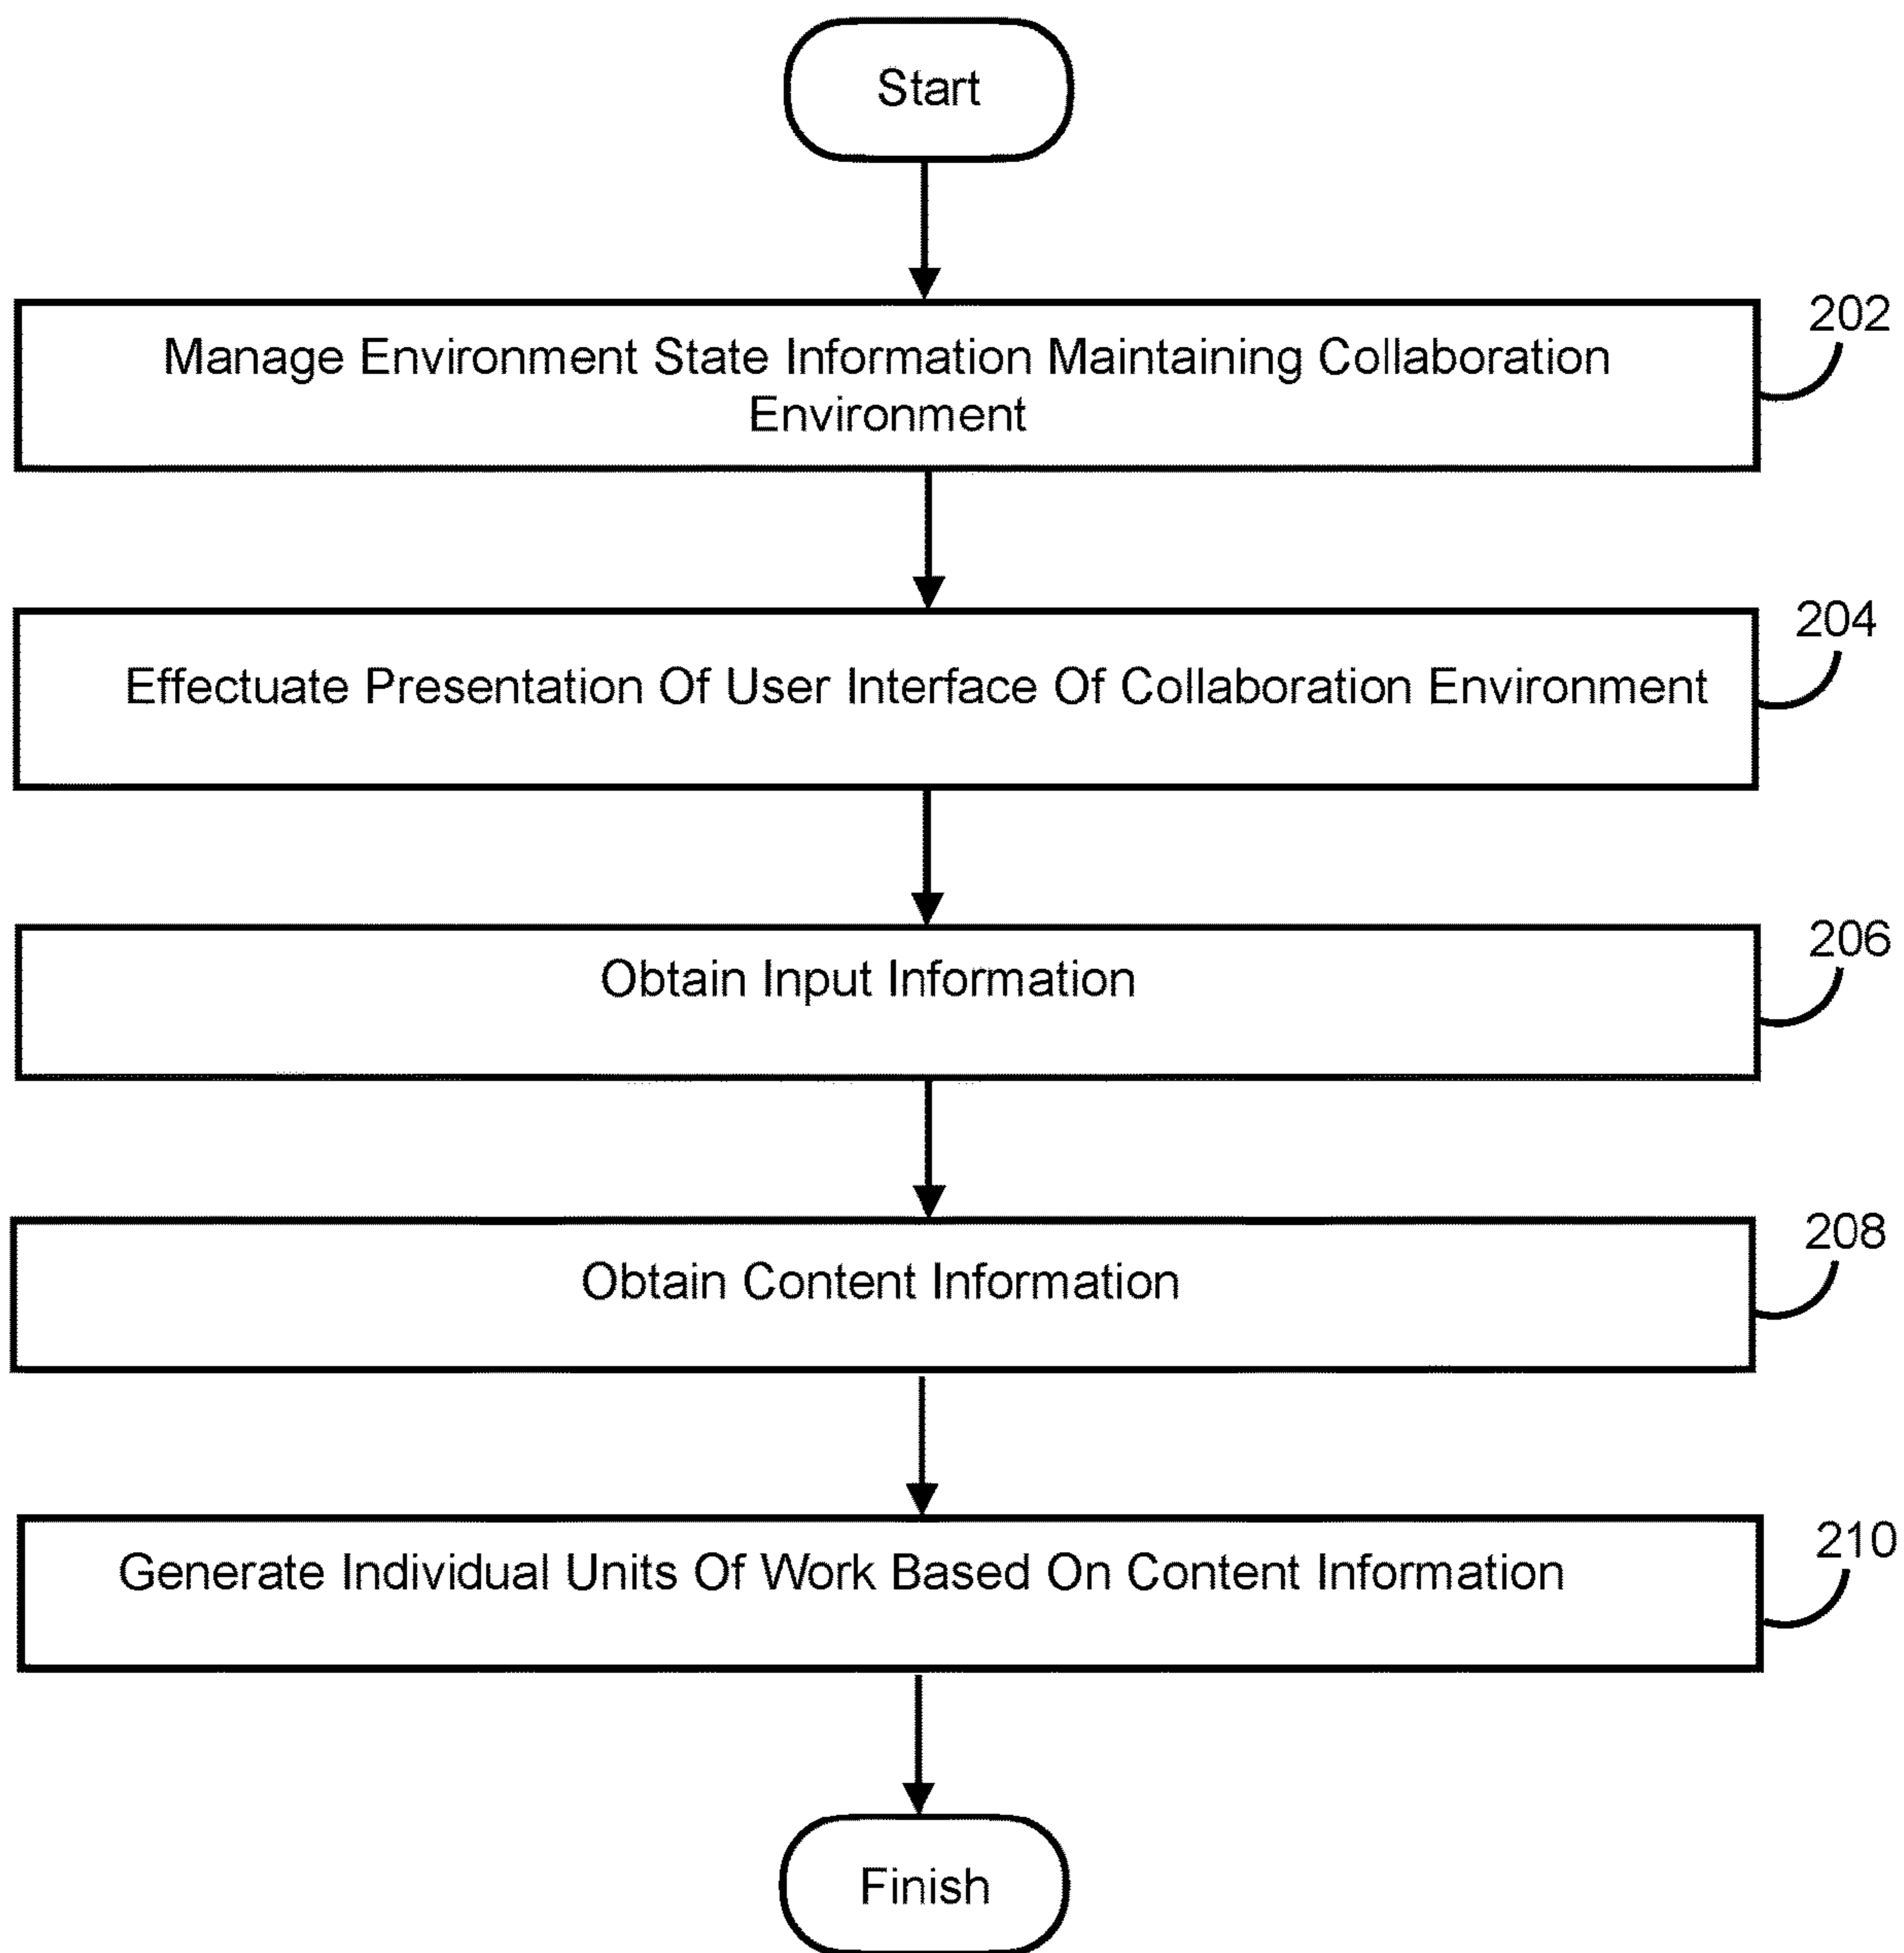 Start
202
Manage Environment State Information Maintaining Collaboration
Environment
204
Effectuate Presentation Of User Interface Of Collaboration Environment
206
Obtain Input Information
208
Obtain Content Information
210
Generate Individual Units Of Work Based On Content Information
Finish